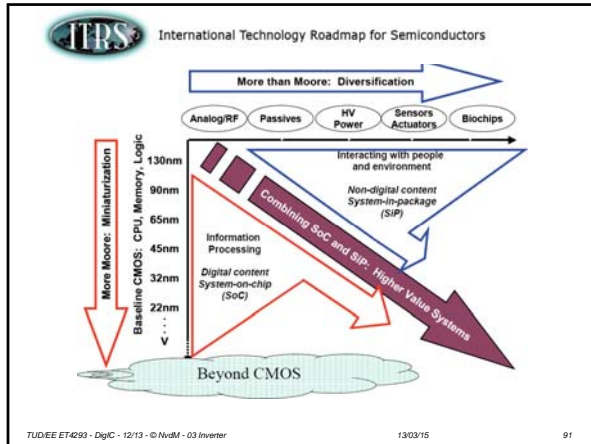 ITRS
International Technology Roadmap for Semiconductors
More than Moore: Diversification
Analog/RF
Passives
HV
Power
Sensors
Actuators
Biochips
More Moore: Miniaturization
Baseline CMOS: CPU, Memory, Logic
130nm
90nm
65nm
45nm
32nm
22nm
.
.
.
V
Interacting with people
and environment
Non-digital content
System-in-package
(SiP)
Combining SoC and SiP: Higher Value Systems
Information
Processing
Digital content
System-on-chip
(SoC)
Beyond CMOS
TUD/EE ET4293 - DigIC - 12/13 - © NvdM - 03 Inverter
13/03/15
91